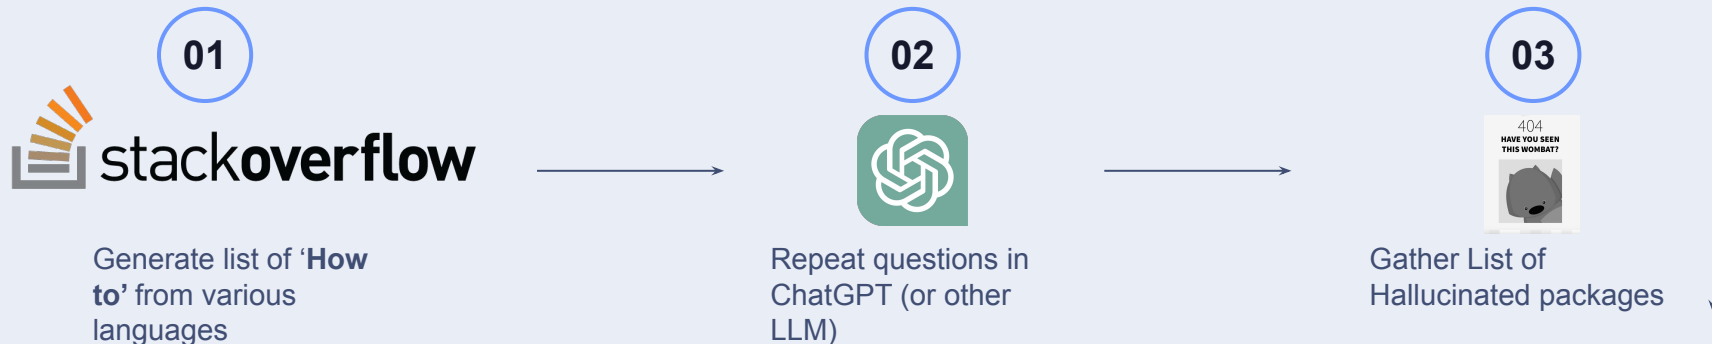 01
02
03
stackoverflow
404
HAVE YOU SEEN
THIS WOMBAT?
Generate list of ‘How
to’ from various
languages
Repeat questions in
ChatGPT (or other
LLM)
Gather List of
Hallucinated packages